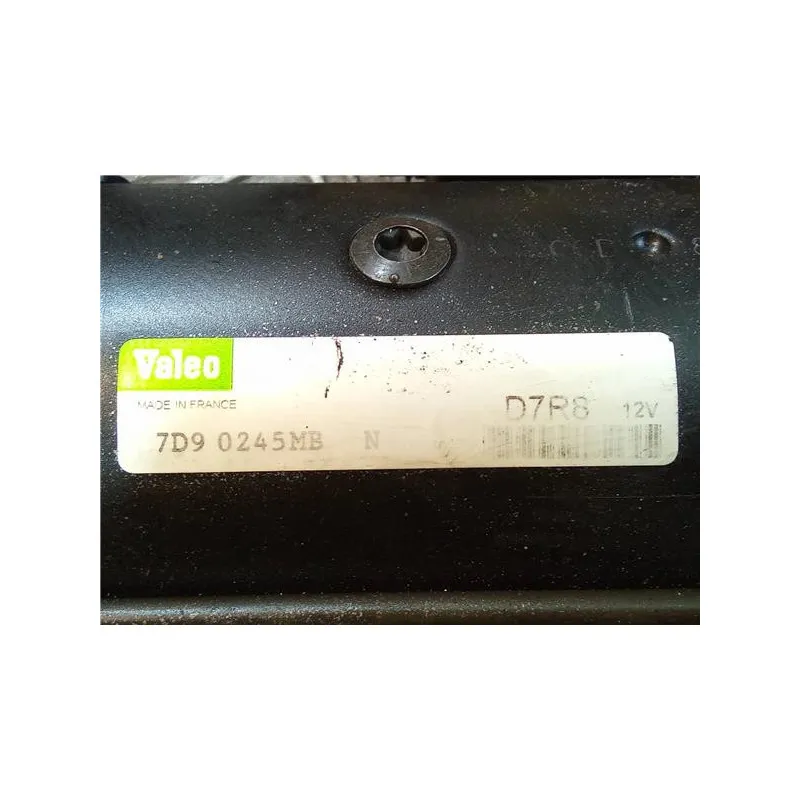 Valeo
MADE IN FRANCE
D7R8 12V
7D9 0245MB N